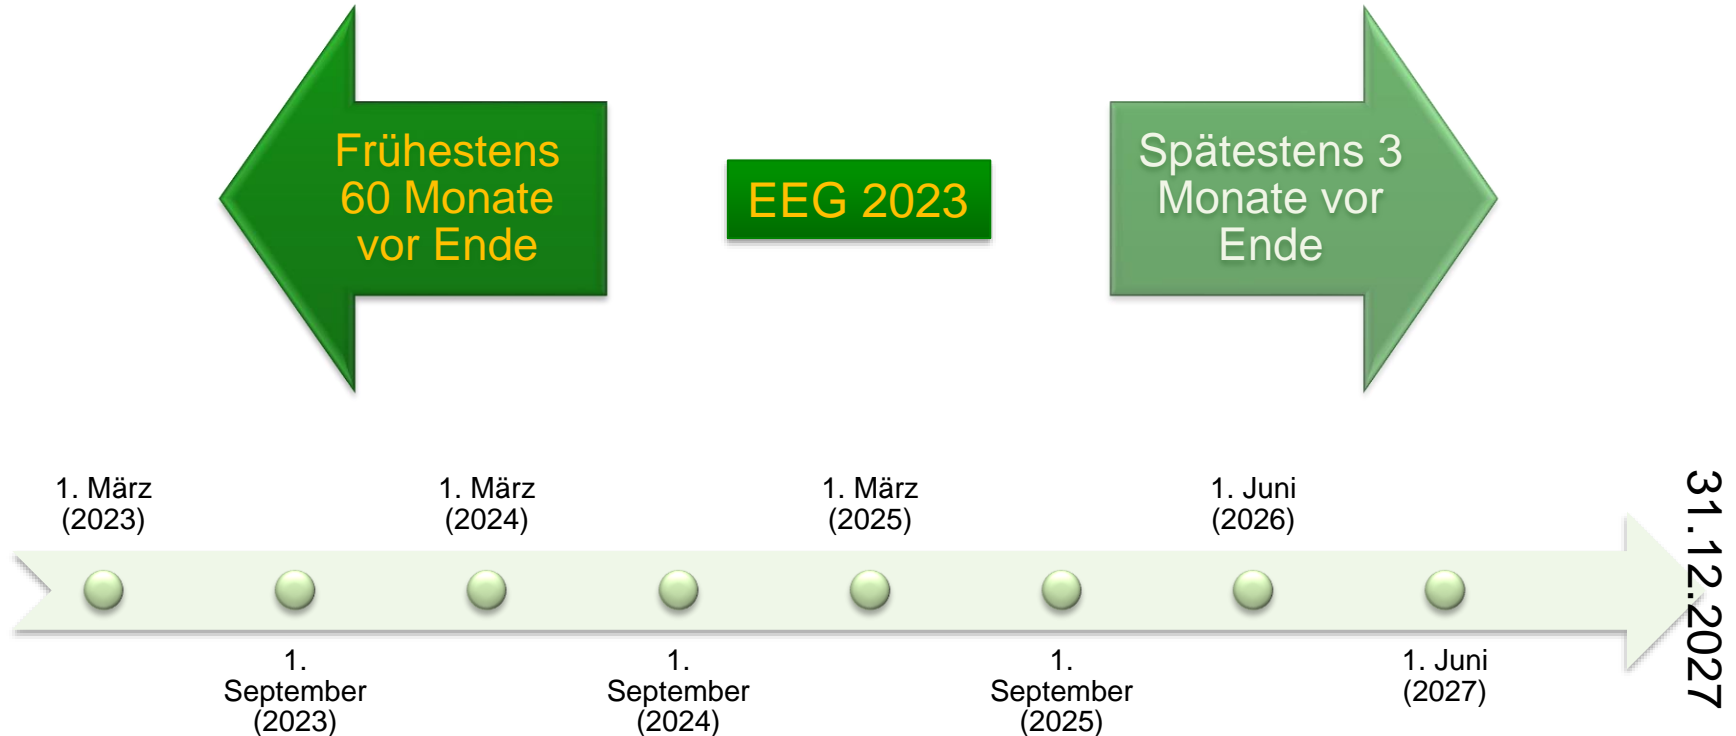 Frühestens
60 Monate
vor Ende
EEG 2023
Spätestens 3
Monate vor
Ende
1. März
(2023)
1.
September
(2023)
1. März
(2024)
1.
September
(2024)
1. März
(2025)
1.
September
(2025)
1. Juni
(2026)
1. Juni
(2027)
31.12.2027